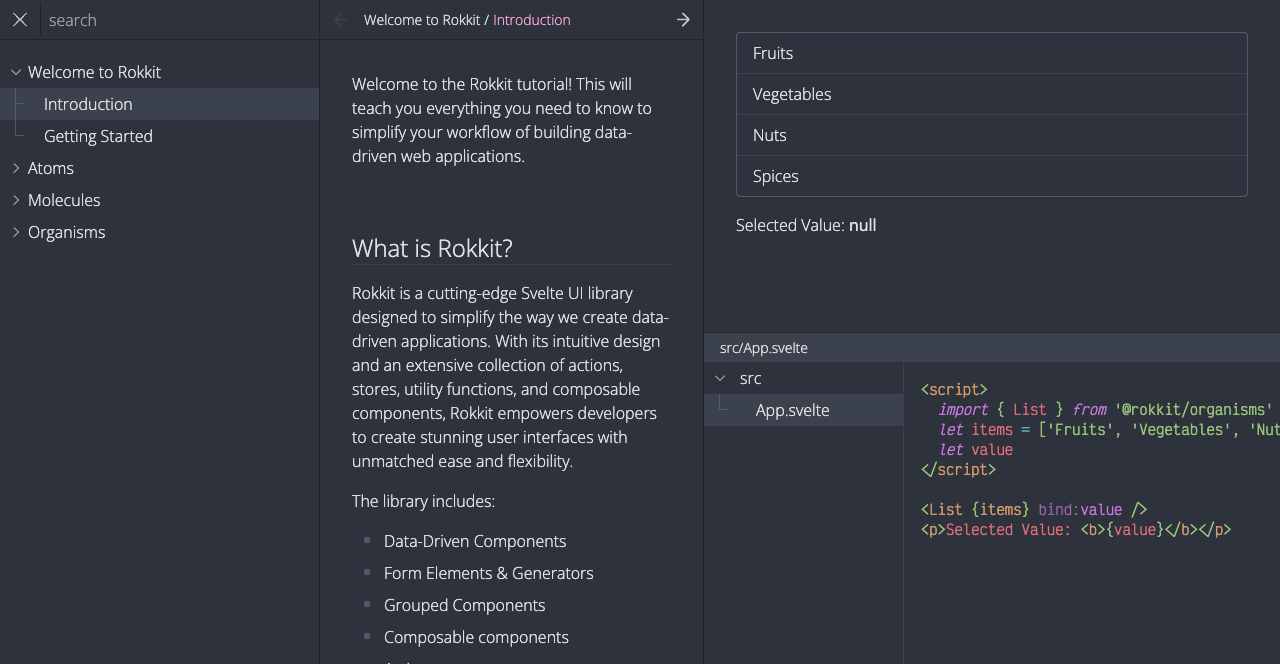 search
Welcome to Rokkit
Introduction
Getting Started
Atoms
Molecules
Organisms
Welcome to Rokkit / Introduction
Welcome to the Rokkit tutorial! This will
teach you everything you need to know to
simplify your workflow of building data-
driven web applications.
What is Rokkit?
Rokkit is a cutting-edge Svelte UI library
designed to simplify the way we create data-
driven applications. With its intuitive design
and an extensive collection of actions,
stores, utility functions, and composable
components, Rokkit empowers developers
to create stunning user interfaces with
unmatched ease and flexibility.
The library includes:
Data-Driven Components
Form Elements & Generators
Grouped Components
Composable components
Fruits
Vegetables
Nuts
Spices
Selected Value: null
src/App.svelte
src
App.svelte
<script>
import { List } from '@rokkit/organisms'
let items = ['Fruits', 'Vegetables', 'Nut
let value
</script>
<List {items} bind:value />
<p>Selected Value: <b>{value}</b></p>